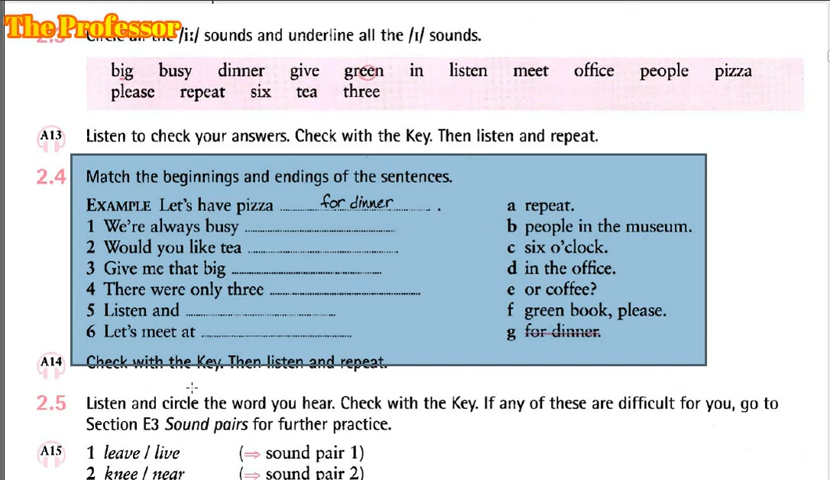 The Professor
/iː/ sounds and underline all the /ɪ/ sounds.
big busy dinner give green in listen meet office people pizza
please repeat six tea three
A13 Listen to check your answers. Check with the Key. Then listen and repeat.
2.4 Match the beginnings and endings of the sentences.
EXAMPLE Let's have pizza for dinner .
a repeat.
1 We're always busy
b people in the museum.
2 Would you like tea
c six o'clock.
3 Give me that big
d in the office.
4 There were only three
e or coffee?
5 Listen and
f green book, please.
6 Let's meet at
g for dinner.
A14 Check with the Key. Then listen and repeat.
2.5 Listen and circle the word you hear. Check with the Key. If any of these are difficult for you, go to
Section E3 Sound pairs for further practice.
A15 1 leave / live (⇒ sound pair 1)
2 knee / near (⇒ sound pair 2)